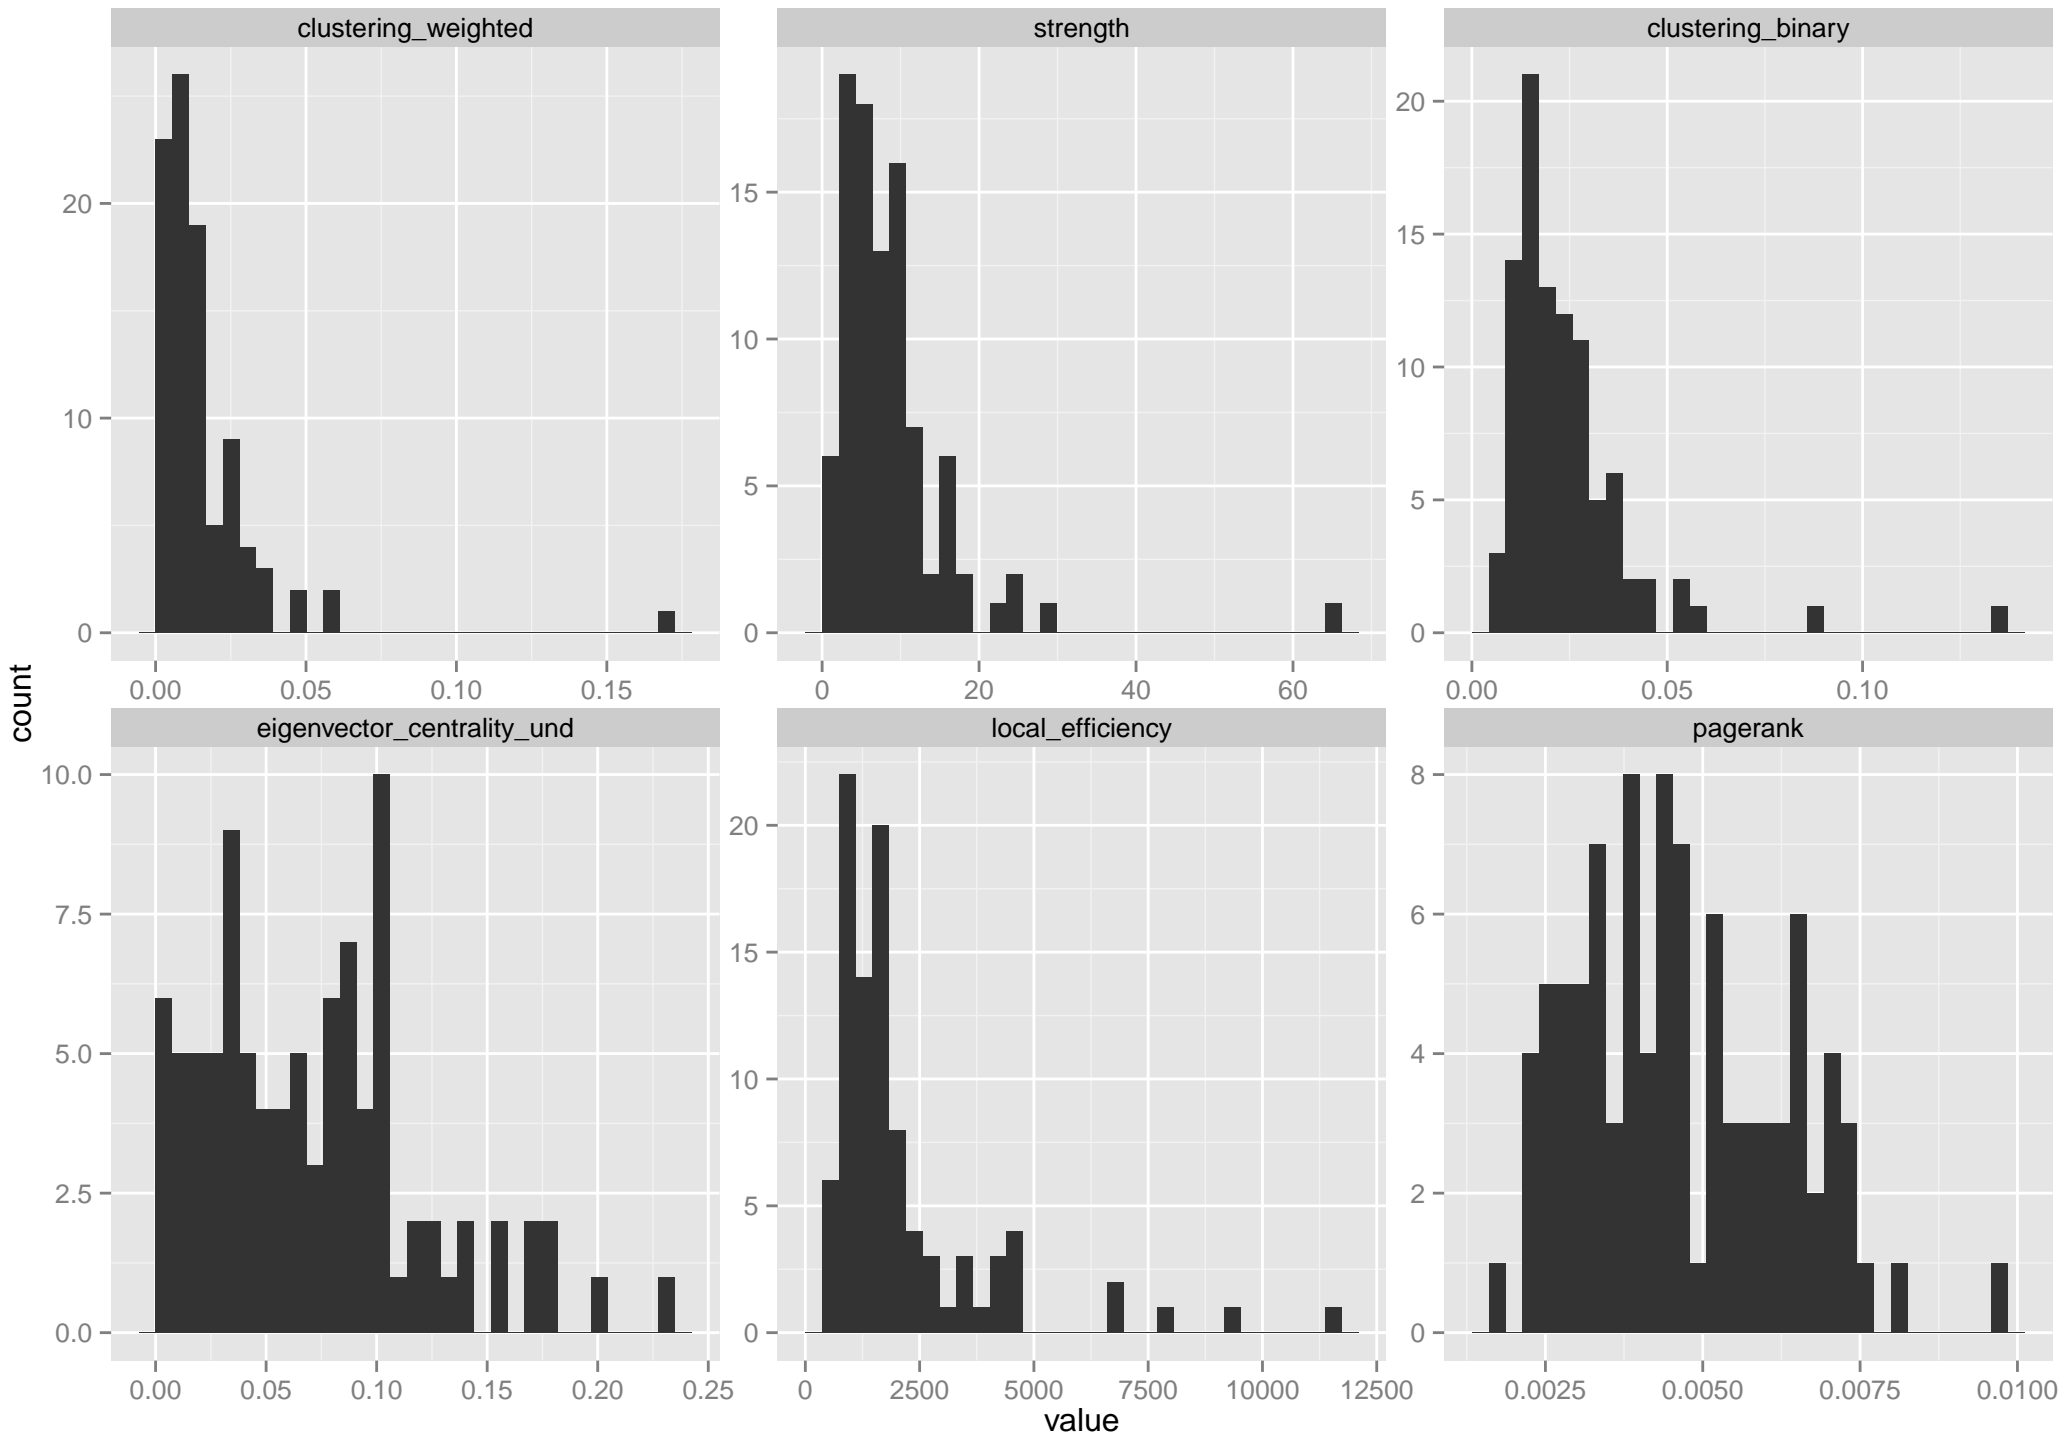 clustering_weighted
strength
clustering_binary
20
10
0
0.00 0.05 0.10 0.15
15
10
5
0
0 20 40 60
20
15
10
5
0
0.00 0.05 0.10
count
eigenvector_centrality_und
local_efficiency
pagerank
10.0
7.5
5.0
2.5
0.0
0.00 0.05 0.10 0.15 0.20 0.25
20
15
10
5
0
0 2500 5000 7500 10000 12500
8
6
4
2
0
0.0025 0.0050 0.0075 0.0100
value